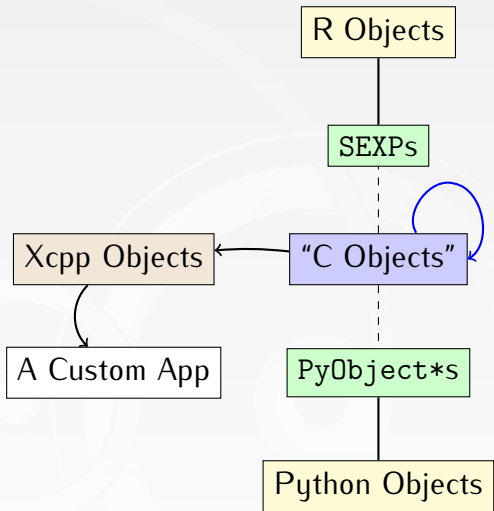 R Objects
SEXPs
Xcpp Objects
“C Objects”
A Custom App
PyObject*s
Python Objects